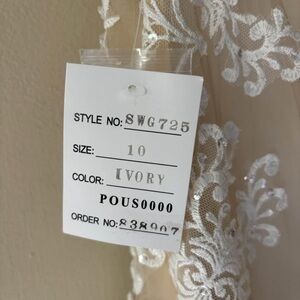 STYLE NO: SWG725
SIZE: 10
COLOR: IVORY
POUS0000
ORDER NO: 838907